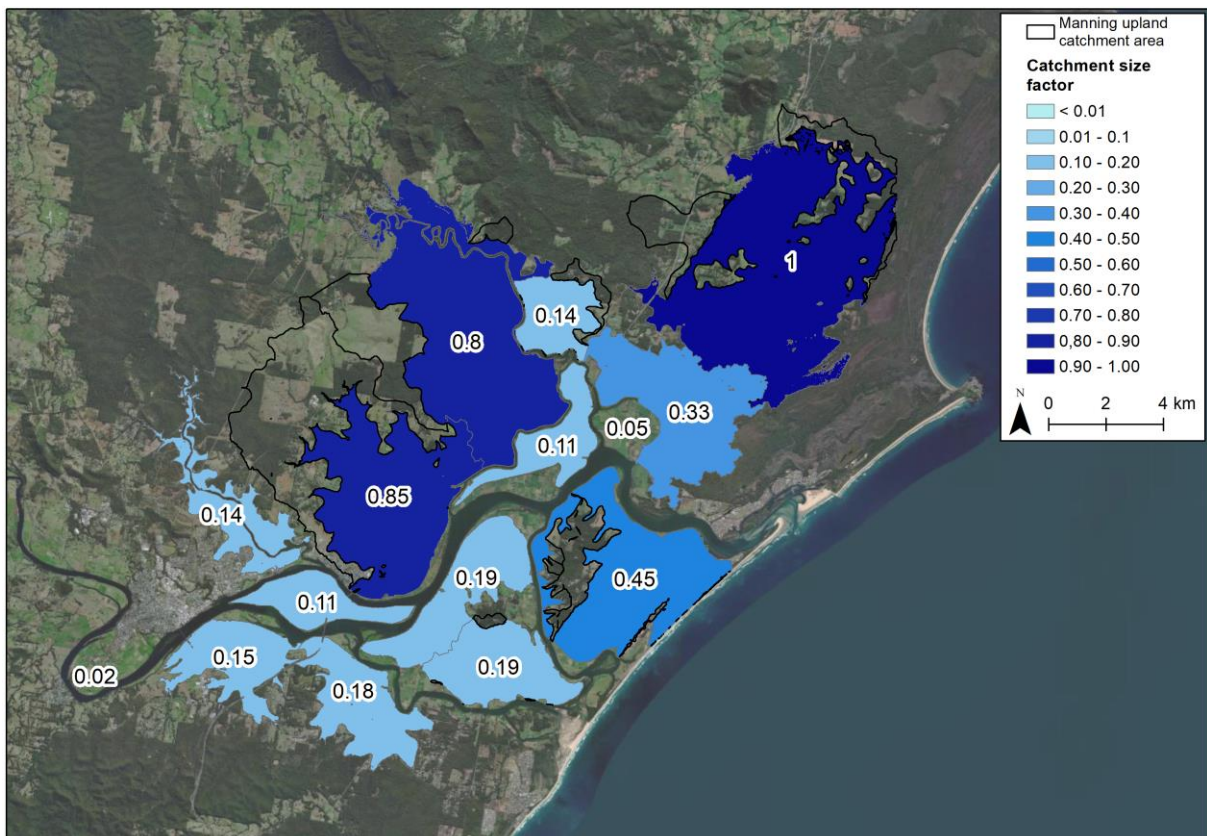 Manning upland
catchment area
Catchment size
factor
< 0.01
0.01 - 0.1
0.10 - 0.20
0.20 - 0.30
0.30 - 0.40
0.40 - 0.50
0.50 - 0.60
0.60 - 0.70
0.70 - 0.80
0.80 - 0.90
0.90 - 1.00
N
0 2 4 km
1
0.14
0.8
0.33
0.05
0.11
0.85
0.14
0.19
0.45
0.11
0.15
0.19
0.02
0.18